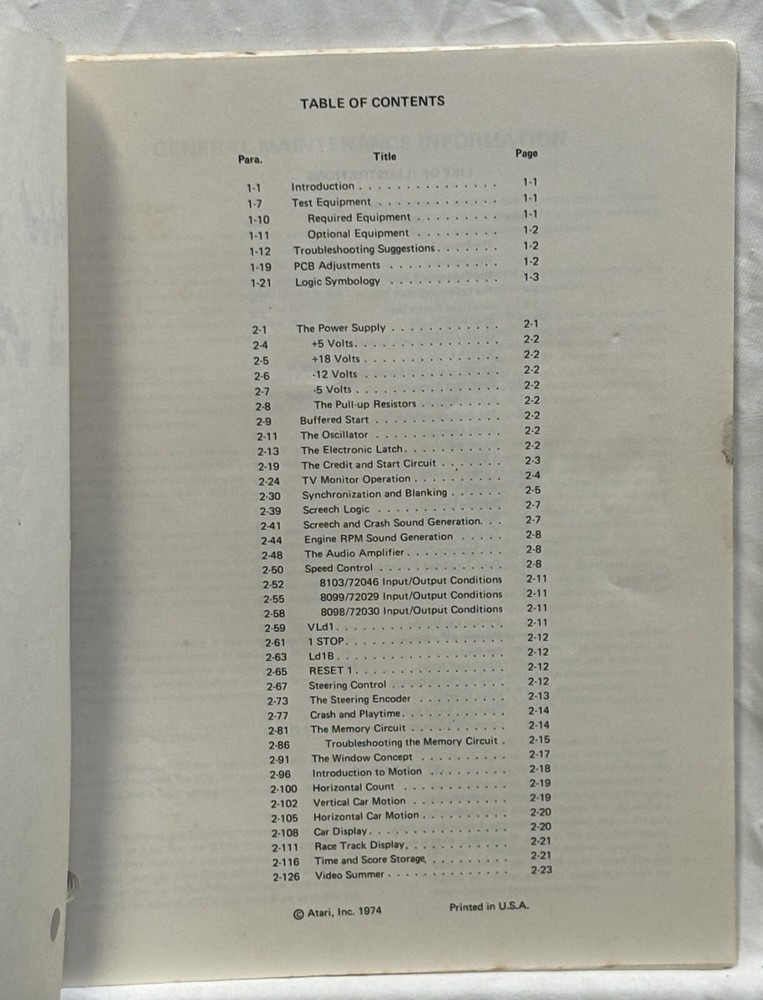 TABLE OF CONTENTS
Para. Title Page
1-1 Introduction . . . . . . . . . . . . . . . 1-1
1-7 Test Equipment . . . . . . . . . . . . . 1-1
1-10 Required Equipment . . . . . . . . . 1-1
1-11 Optional Equipment . . . . . . . . . 1-2
1-12 Troubleshooting Suggestions . . . . . . . 1-2
1-19 PCB Adjustments . . . . . . . . . . . . 1-2
1-21 Logic Symbology . . . . . . . . . . . . 1-3
2-1 The Power Supply . . . . . . . . . . . . 2-1
2-4 +5 Volts . . . . . . . . . . . . . . . 2-2
2-5 +18 Volts . . . . . . . . . . . . . . 2-2
2-6 -12 Volts . . . . . . . . . . . . . . 2-2
2-7 -5 Volts . . . . . . . . . . . . . . . 2-2
2-8 The Pull-up Resistors . . . . . . . . 2-2
2-9 Buffered Start . . . . . . . . . . . . . 2-2
2-11 The Oscillator . . . . . . . . . . . . . 2-2
2-13 The Electronic Latch . . . . . . . . . . . 2-2
2-19 The Credit and Start Circuit . . . . . . . 2-3
2-24 TV Monitor Operation . . . . . . . . . . 2-4
2-30 Synchronization and Blanking . . . . . . 2-5
2-39 Screech Logic . . . . . . . . . . . . . 2-7
2-41 Screech and Crash Sound Generation . . . 2-7
2-44 Engine RPM Sound Generation . . . . . 2-8
2-48 The Audio Amplifier . . . . . . . . . . . 2-8
2-50 Speed Control . . . . . . . . . . . . . 2-8
2-52 8103/72046 Input/Output Conditions 2-11
2-55 8099/72029 Input/Output Conditions 2-11
2-58 8098/72030 Input/Output Conditions 2-11
2-59 VLd1 . . . . . . . . . . . . . . . . . . 2-11
2-61 1 STOP . . . . . . . . . . . . . . . . . 2-12
2-63 Ld1B . . . . . . . . . . . . . . . . . . 2-12
2-65 RESET 1 . . . . . . . . . . . . . . . . 2-12
2-67 Steering Control . . . . . . . . . . . . 2-12
2-73 The Steering Encoder . . . . . . . . . 2-13
2-77 Crash and Playtime . . . . . . . . . . . 2-14
2-81 The Memory Circuit . . . . . . . . . . 2-14
2-86 Troubleshooting the Memory Circuit . 2-15
2-91 The Window Concept . . . . . . . . . . 2-17
2-96 Introduction to Motion . . . . . . . . 2-18
2-100 Horizontal Count . . . . . . . . . . . 2-19
2-102 Vertical Car Motion . . . . . . . . . . . 2-19
2-105 Horizontal Car Motion . . . . . . . . . 2-20
2-108 Car Display . . . . . . . . . . . . . . 2-20
2-111 Race Track Display . . . . . . . . . . . 2-21
2-116 Time and Score Storage . . . . . . . . . 2-21
2-126 Video Summer . . . . . . . . . . . . . 2-23
© Atari, Inc. 1974 Printed in U.S.A.